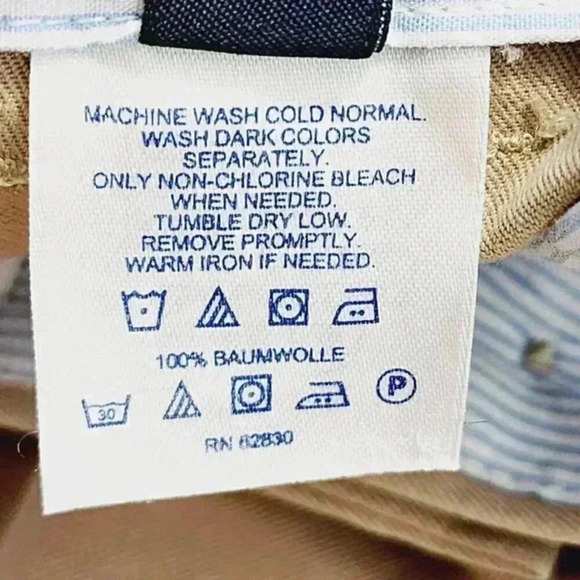 MACHINE WASH COLD NORMAL.
WASH DARK COLORS
SEPARATELY.
ONLY NON-CHLORINE BLEACH
WHEN NEEDED.
TUMBLE DRY LOW.
REMOVE PROMPTLY.
WARM IRON IF NEEDED.
100% BAUMWOLLE
30 P
RN 62830